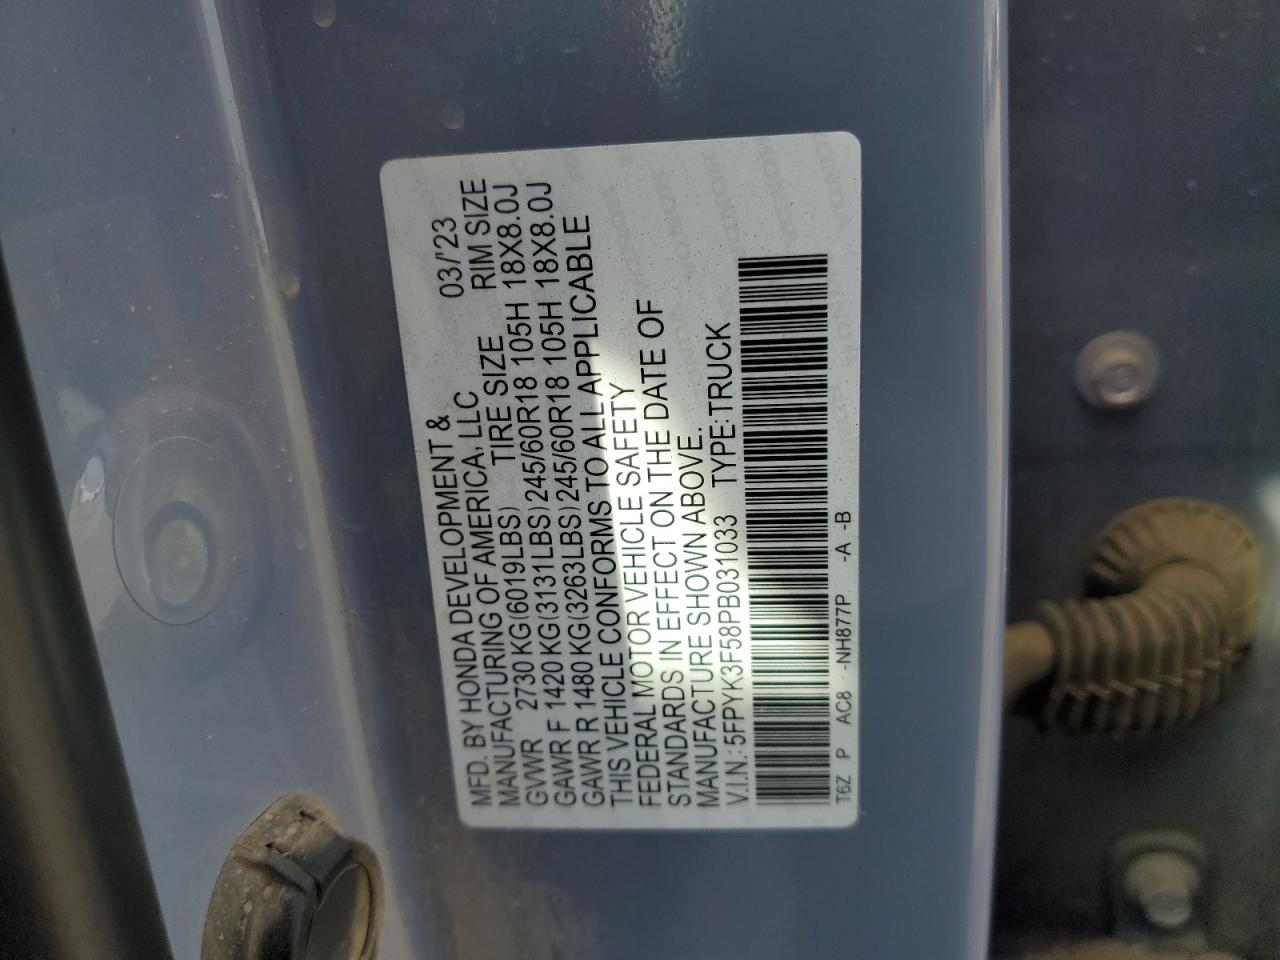 MFD. BY HONDA DEVELOPMENT & 03/'23
MANUFACTURING OF AMERICA, LLC
TIRE SIZE RIM SIZE
GVWR 2730 KG(6019LBS)
GAWR F 1420 KG(3131LBS) 245/60R18 105H 18X8.0J
GAWR R 1480 KG(3263LBS) 245/60R18 105H 18X8.0J
THIS VEHICLE CONFORMS TO ALL APPLICABLE
FEDERAL MOTOR VEHICLE SAFETY
STANDARDS IN EFFECT ON THE DATE OF
MANUFACTURE SHOWN ABOVE.
V.I.N.: 5FPYK3F58PB031033 TYPE:TRUCK
T6Z P AC8 -NH877P -A -B